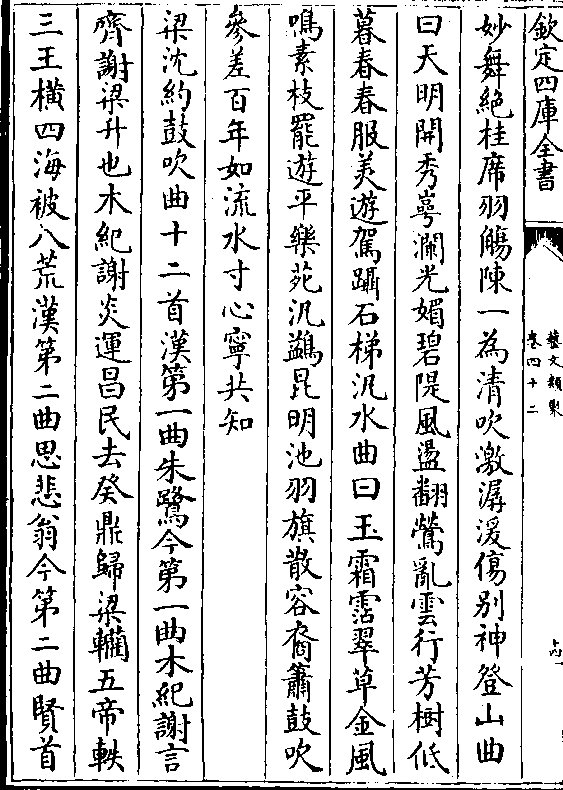 欽定四庫全書
藝文類聚
卷四十二
妙舞絶桂席羽觴陳一為清吹激潺湲傷别神登山曲
曰天明開秀崿瀾光媚碧隄風盪翻鶯亂雲行芳樹低
暮春春服美遊駕躡石梯汎水曲曰玉霜霑翠草金風
鳴素枝罷遊平樂苑汎鷁昆明池羽旗散容裔簫鼓吹
參差百年如流水寸心寧共知
梁沈約鼓吹曲十二首漢第一曲朱鷺今第一曲木紀謝言
齊謝梁升也木紀謝炎運昌民去癸鼎歸梁轥五帝軼
三王橫四海被八荒漢第二曲思悲翁今第二曲賢首